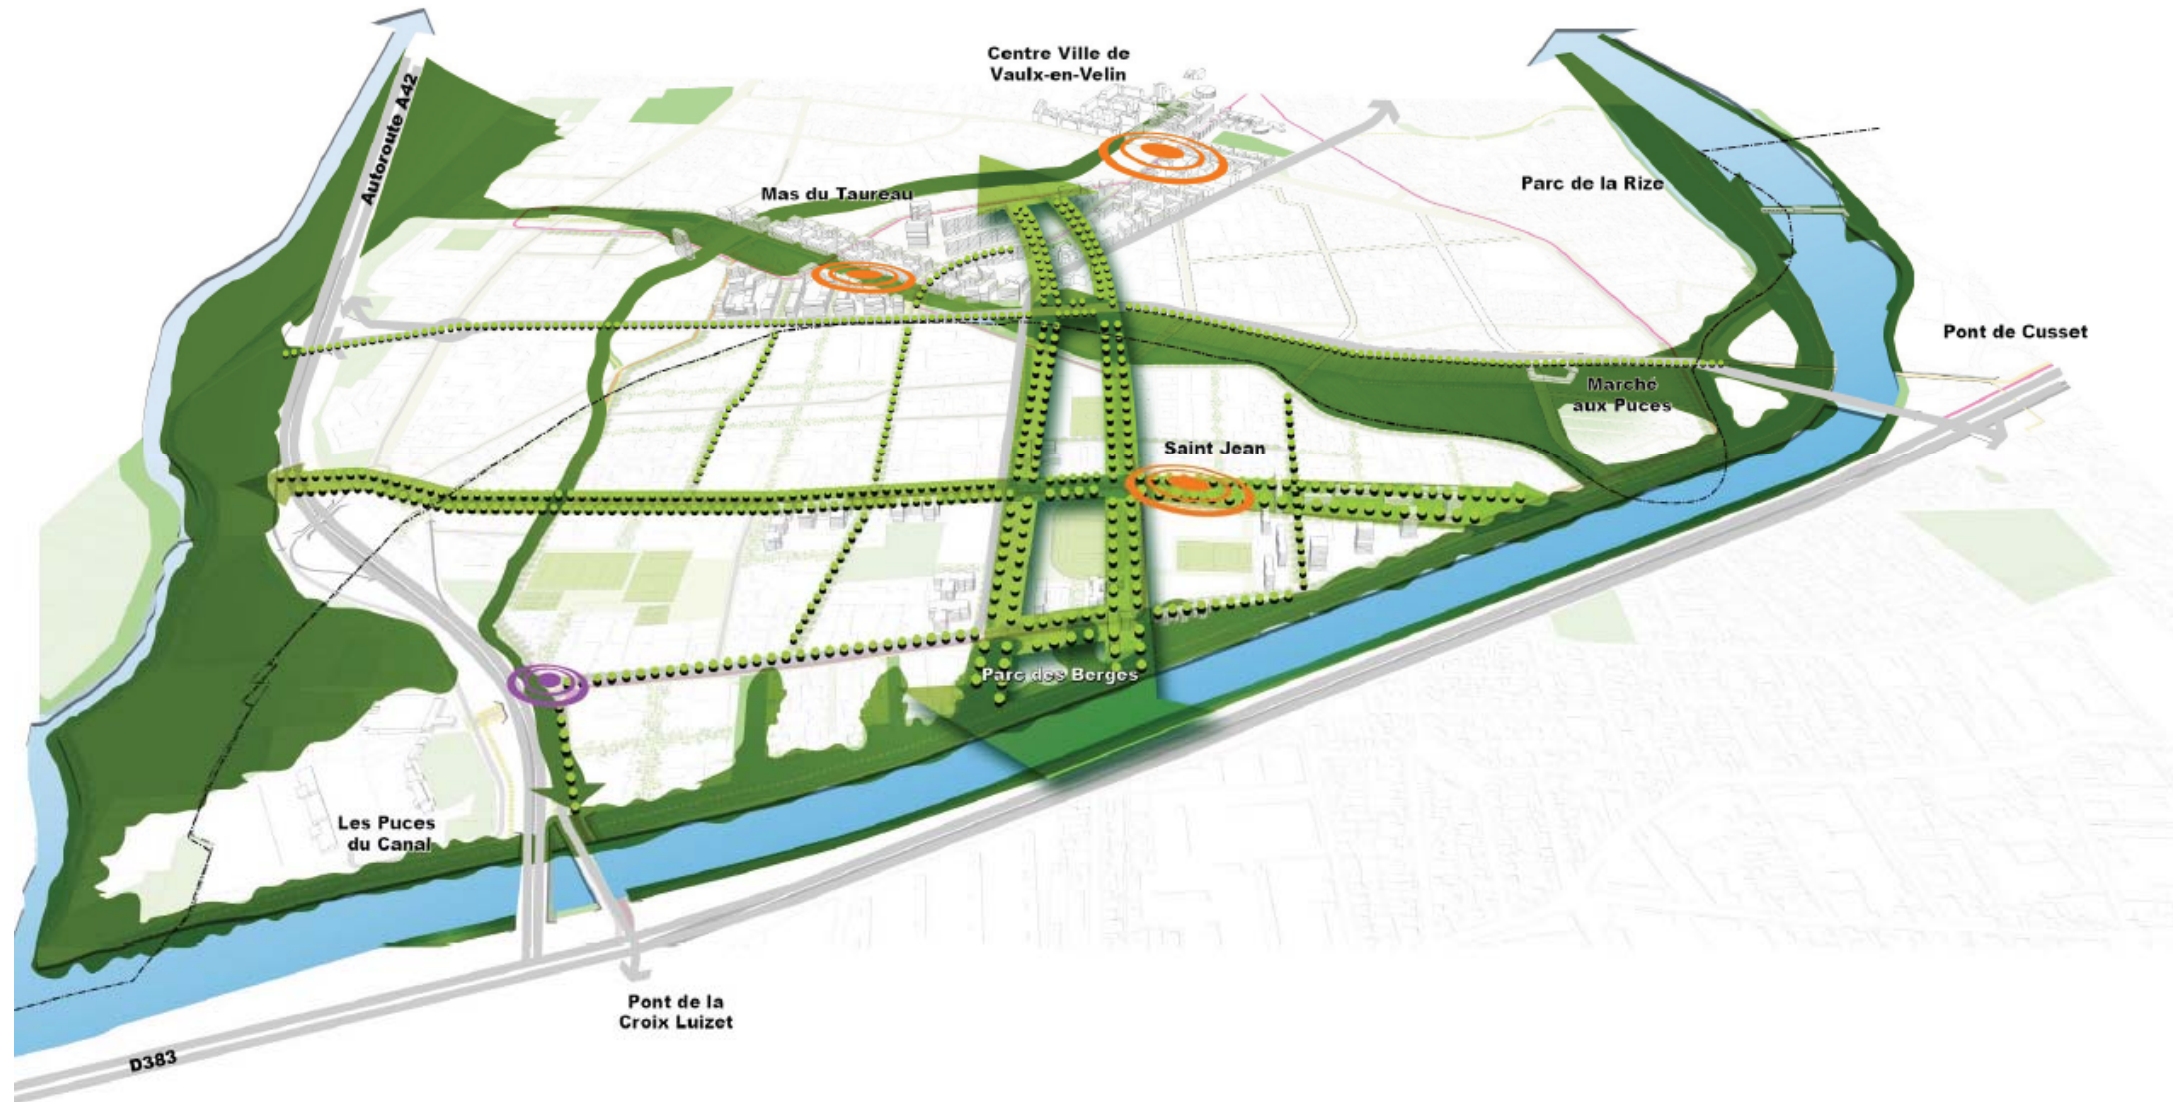 Centre Ville de
Vaulx-en-Velin
Autoroute A42
Mas du Taureau
Parc de la Rize
Pont de Cusset
Marché
aux Puces
Saint Jean
Parc des Berges
Les Puces
du Canal
Pont de la
Croix Luizet
D383